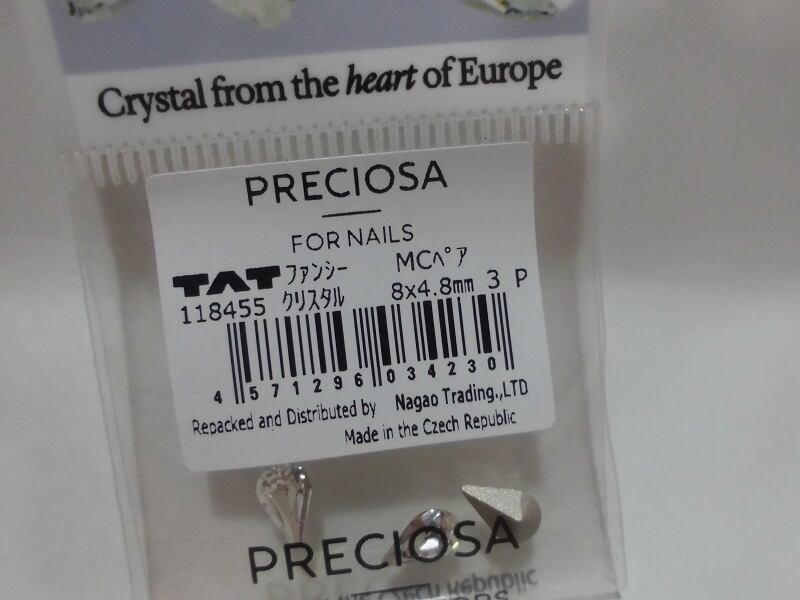 Crystal from the heart of Europe
PRECIOSA
FOR NAILS
TAT ファンシー MCペア
118455 クリスタル 8x4.8mm 3 P
4 571296 034230
Repacked and Distributed by Nagao Trading.,LTD
Made in the Czech Republic
PRECIOSA